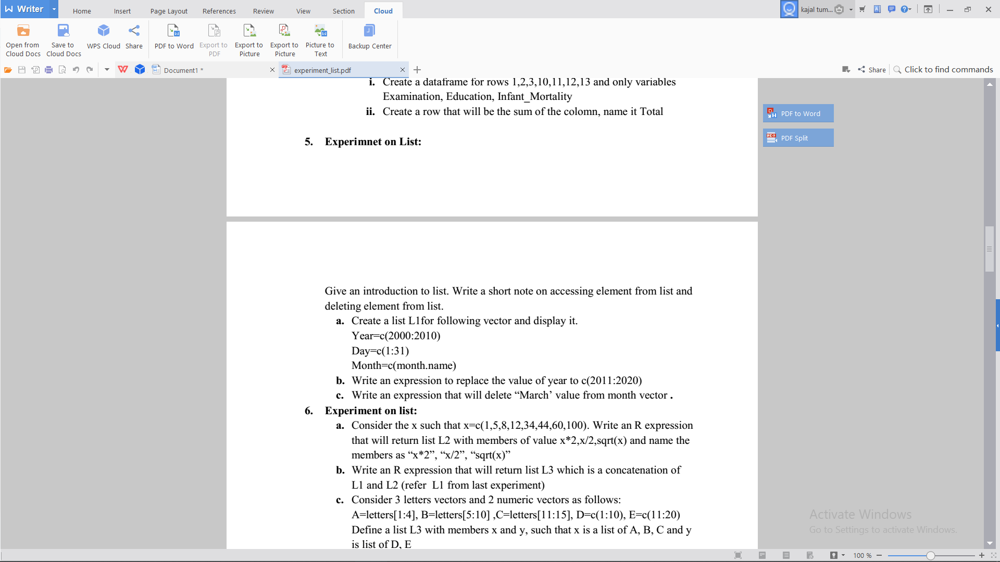 Writer
Home Insert Page Layout References Review View Section Cloud
kajal tum...
Open from Cloud Docs
Save to Cloud Docs
WPS Cloud
Share
PDF to Word
Export to PDF
Export to Picture
Export to Picture
Picture to Text
Backup Center
Document1 *
experiment_list.pdf
Share
Click to find commands
i. Create a dataframe for rows 1,2,3,10,11,12,13 and only variables
Examination, Education, Infant_Mortality
ii. Create a row that will be the sum of the colomn, name it Total
PDF to Word
PDF Split
5. Experimnet on List:
Give an introduction to list. Write a short note on accessing element from list and
deleting element from list.
a. Create a list L1for following vector and display it.
Year=c(2000:2010)
Day=c(1:31)
Month=c(month.name)
b. Write an expression to replace the value of year to c(2011:2020)
c. Write an expression that will delete “March’ value from month vector .
6. Experiment on list:
a. Consider the x such that x=c(1,5,8,12,34,44,60,100). Write an R expression
that will return list L2 with members of value x*2,x/2,sqrt(x) and name the
members as “x*2”, “x/2”, “sqrt(x)”
b. Write an R expression that will return list L3 which is a concatenation of
L1 and L2 (refer  L1 from last experiment)
c. Consider 3 letters vectors and 2 numeric vectors as follows:
A=letters[1:4], B=letters[5:10] ,C=letters[11:15], D=c(1:10), E=c(11:20)
Define a list L3 with members x and y, such that x is a list of A, B, C and y
is list of D, E
Activate Windows
Go to Settings to activate Windows.
100 %